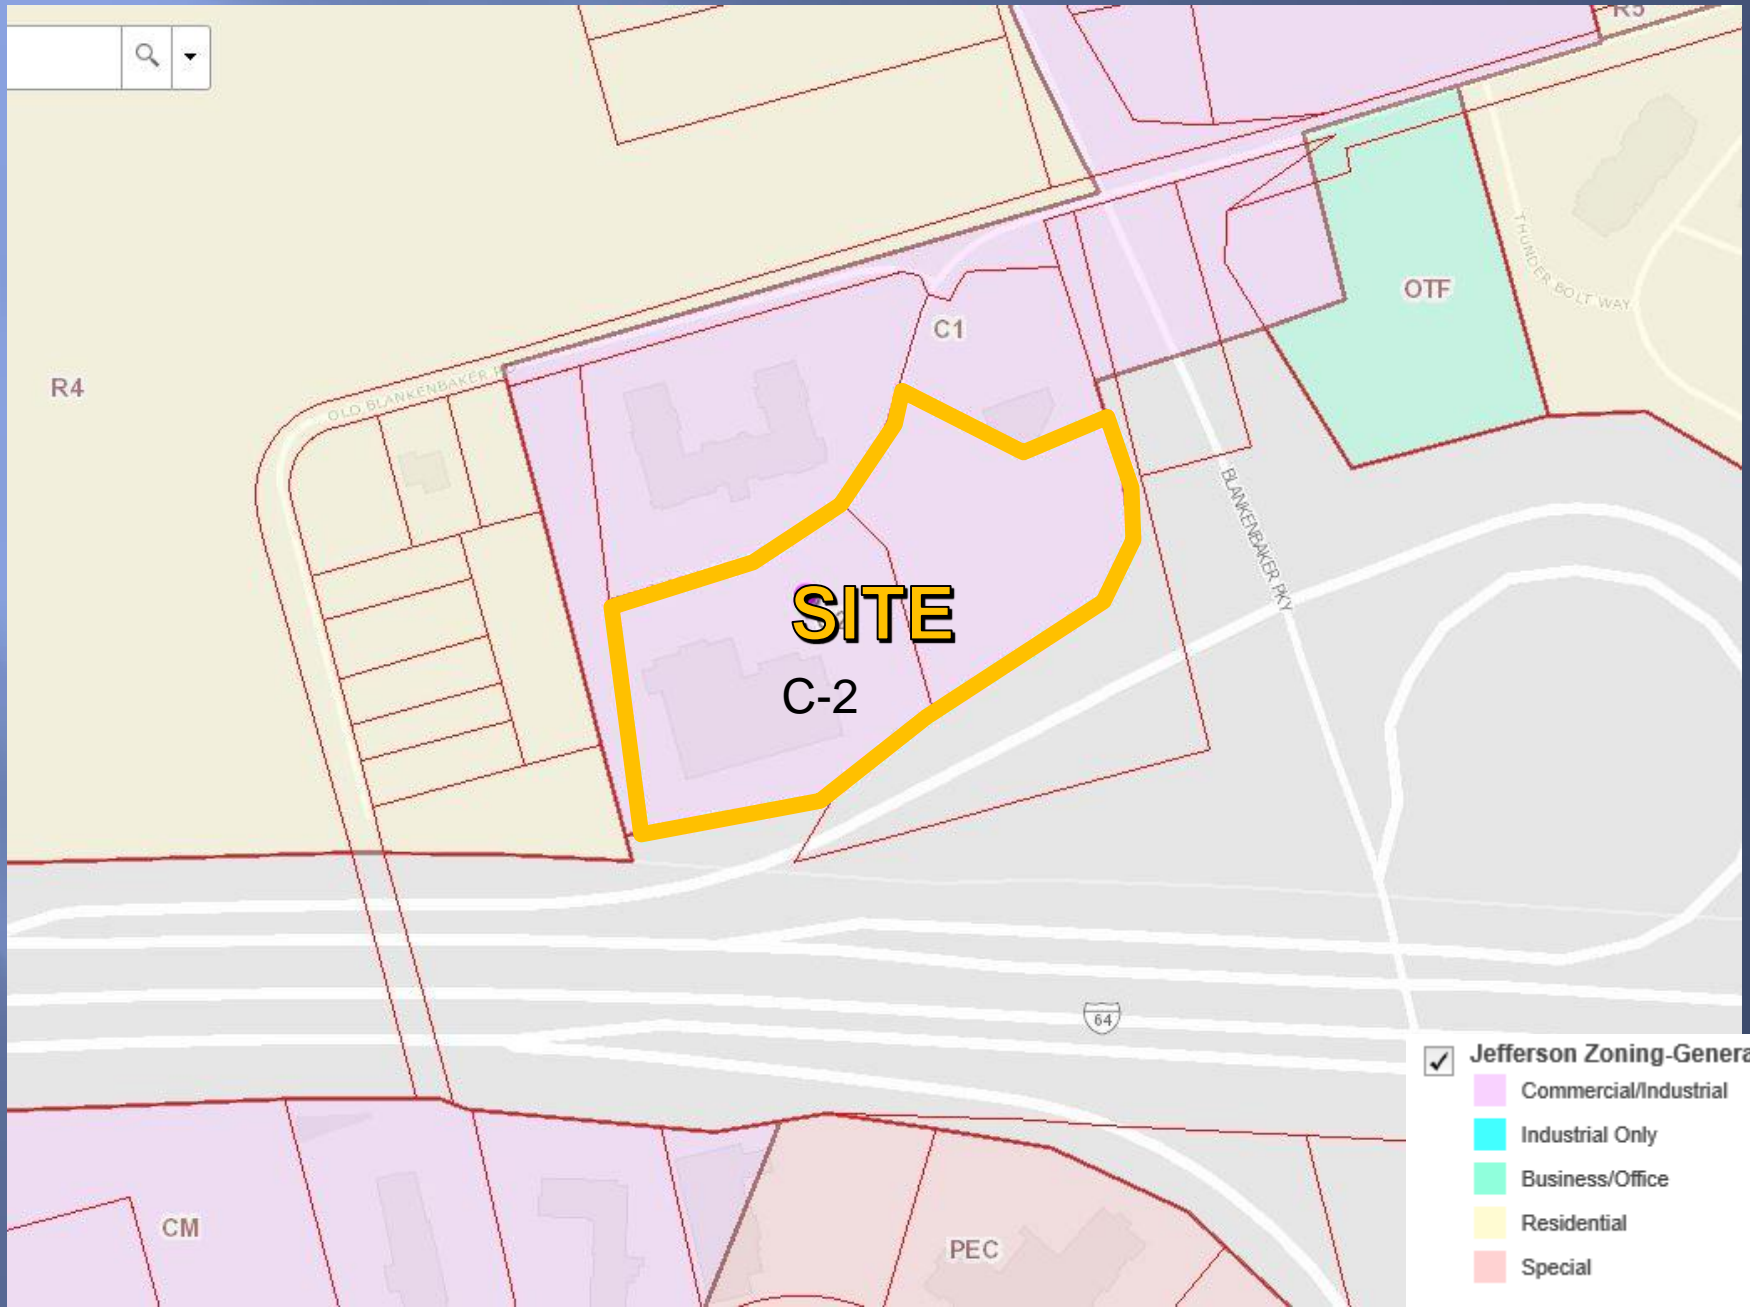 R5
OTF
THUNDER BOLT WAY
C1
R4
OLD BLANKENBAKER
BLANKENBAKER PKY
SITE
C-2
64
Jefferson Zoning-Genera
Commercial/Industrial
Industrial Only
Business/Office
Residential
Special
CM
PEC